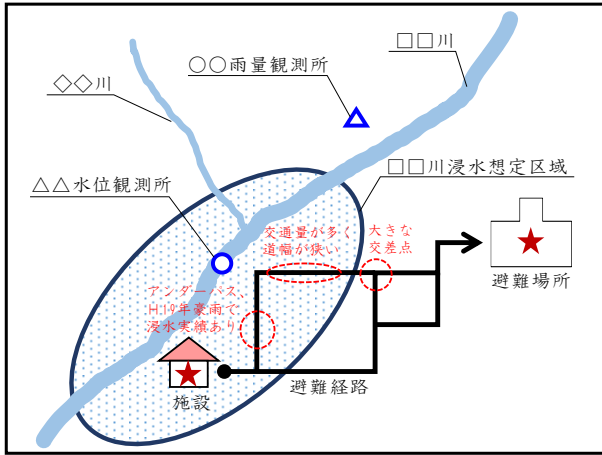 □□川
○○雨量観測所
◇◇川
□□川浸水想定区域
△△水位観測所
交通量が多く
道幅が狭い
大きな
交差点
避難場所
アンダーパス、
H.19年豪雨で
浸水実績あり
避難経路
施設